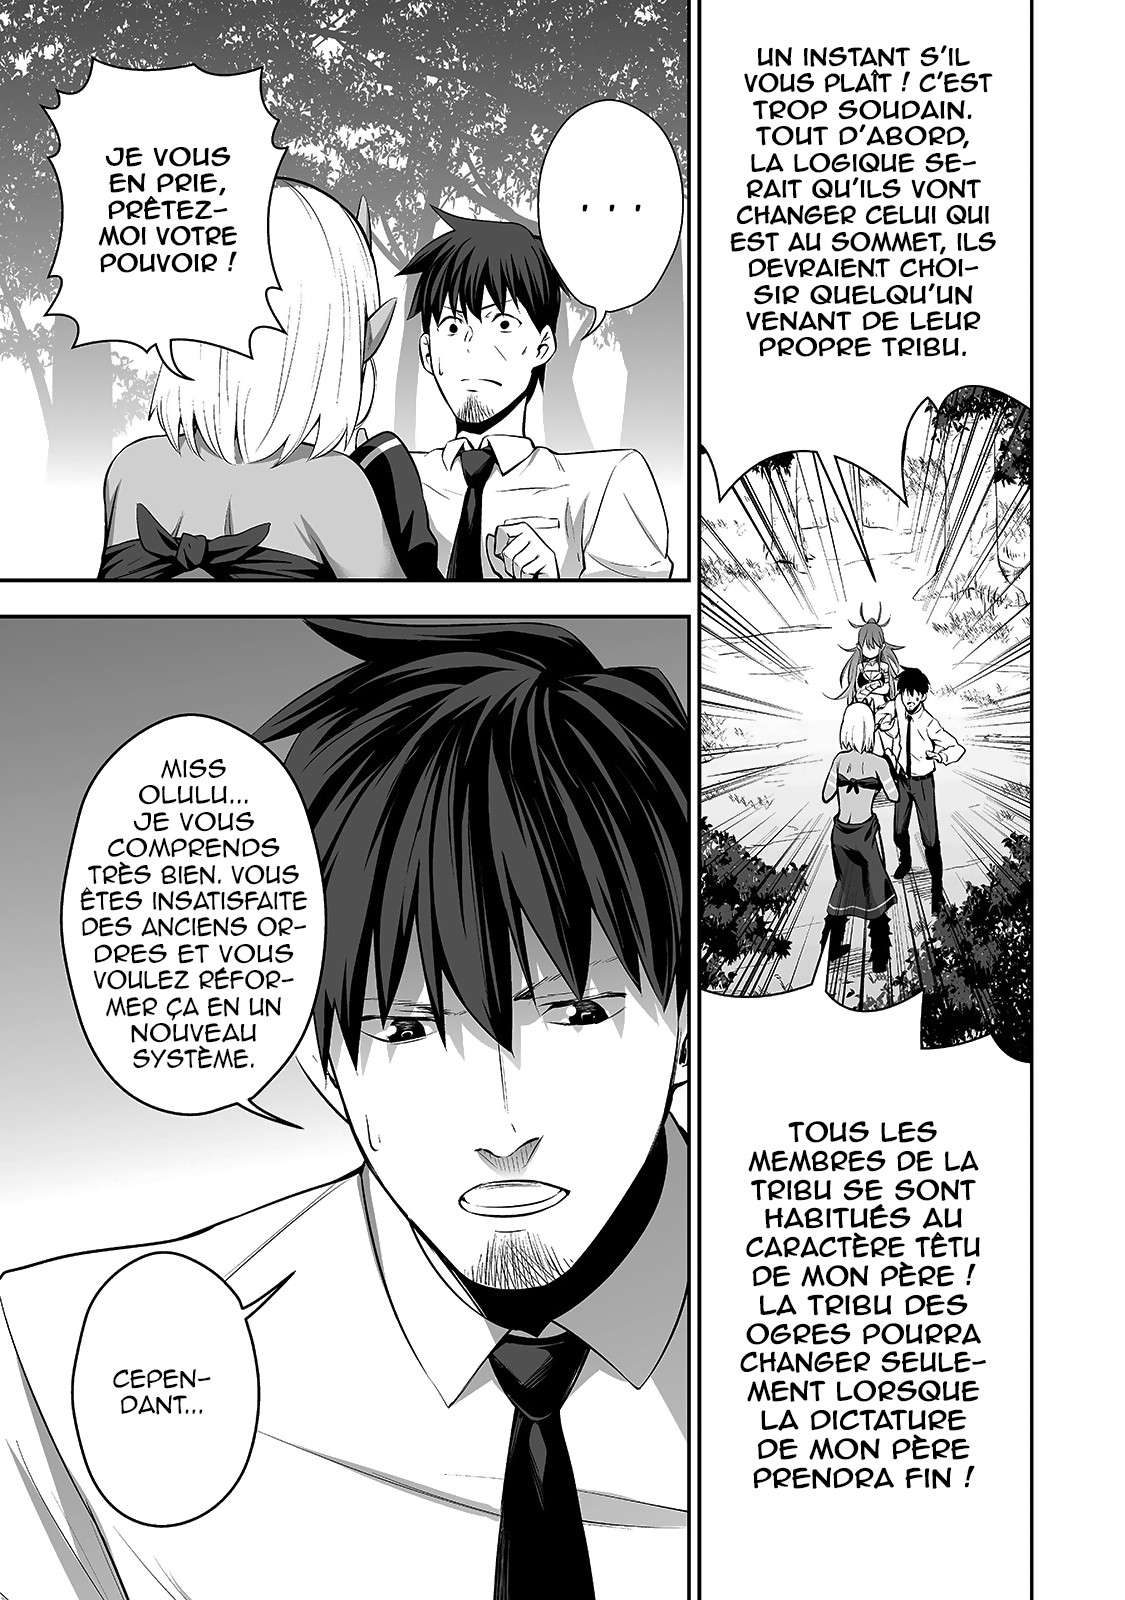 UN INSTANT S'IL
VOUS PLAÎT ! C'EST
TROP SOUDAIN.
TOUT D'ABORD,
LA LOGIQUE SE-
RAIT QU'ILS VONT
CHANGER CELUI QUI
EST AU SOMMET, ILS
DEVRAIENT CHOI-
SIR QUELQU'UN
VENANT DE LEUR
PROPRE TRIBU.
TOUS LES
MEMBRES DE LA
TRIBU SE SONT
HABITUÉS AU
CARACTÈRE TÊTU
DE MON PÈRE !
LA TRIBU DES
OGRES POURRA
CHANGER SEULE-
MENT LORSQUE
LA DICTATURE
DE MON PÈRE
PRENDRA FIN !
...
JE VOUS
EN PRIE,
PRÊTEZ-
MOI VOTRE
POUVOIR !
MISS
OLULU...
JE VOUS
COMPRENDS
TRÈS BIEN. VOUS
ÊTES INSATISFAITE
DES ANCIENS OR-
DRES ET VOUS
VOULEZ RÉFOR-
MER ÇA EN UN
NOUVEAU
SYSTÈME.
CEPEN-
DANT...